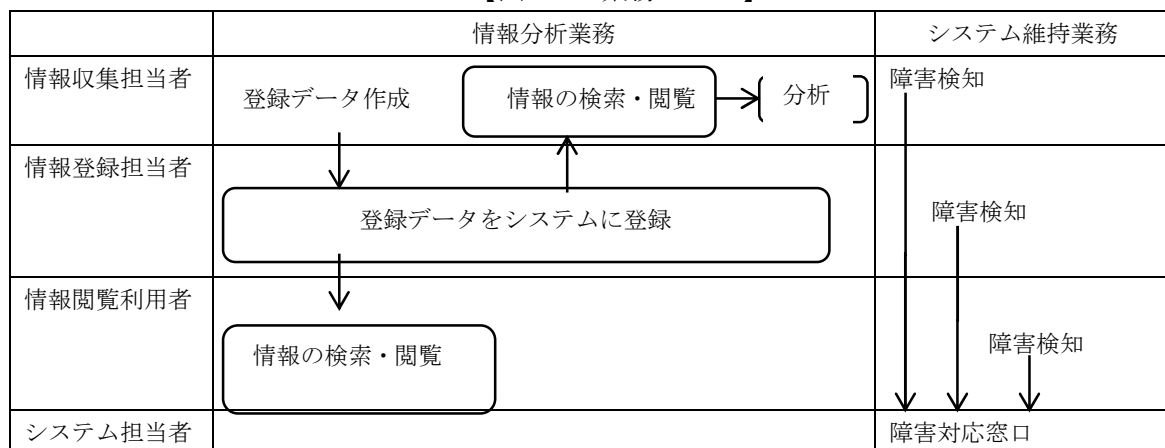 情報分析業務 システム維持業務
情報収集担当者 登録データ作成 情報の検索・閲覧 分析 障害検知
情報登録担当者 登録データをシステムに登録 障害検知
情報閲覧利用者 情報の検索・閲覧 障害検知
システム担当者 障害対応窓口